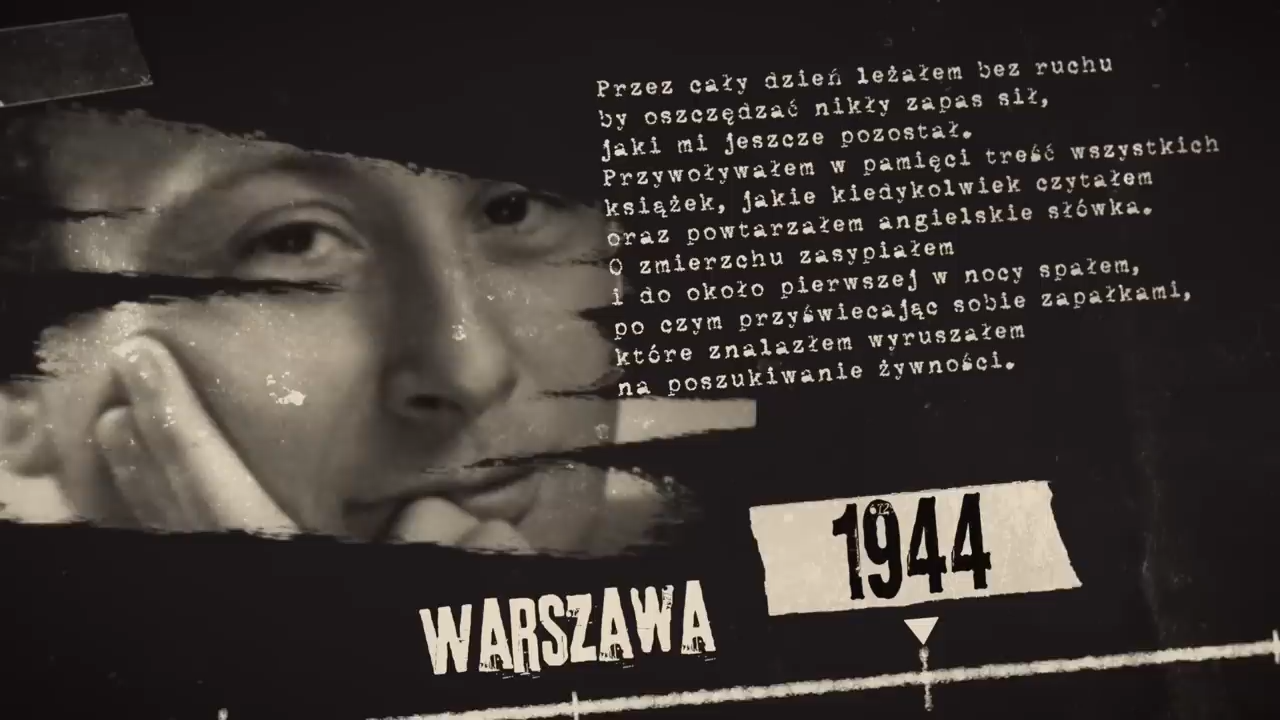 Przez cały dzień leżałem bez ruchu
by oszczędzać nikły zapas sił,
jaki mi jeszcze pozostał.
Przywoływałem w pamięci treść wszystkich
książek, jakie kiedykolwiek czytałem
oraz powtarzałem angielskie słówka.
O zmierzchu zasypiałem
i do około pierwszej w nocy spałem,
po czym przyświecając sobie zapałkami,
które znalazłem wyruszałem
na poszukiwanie żywności.
1944
WARSZAWA